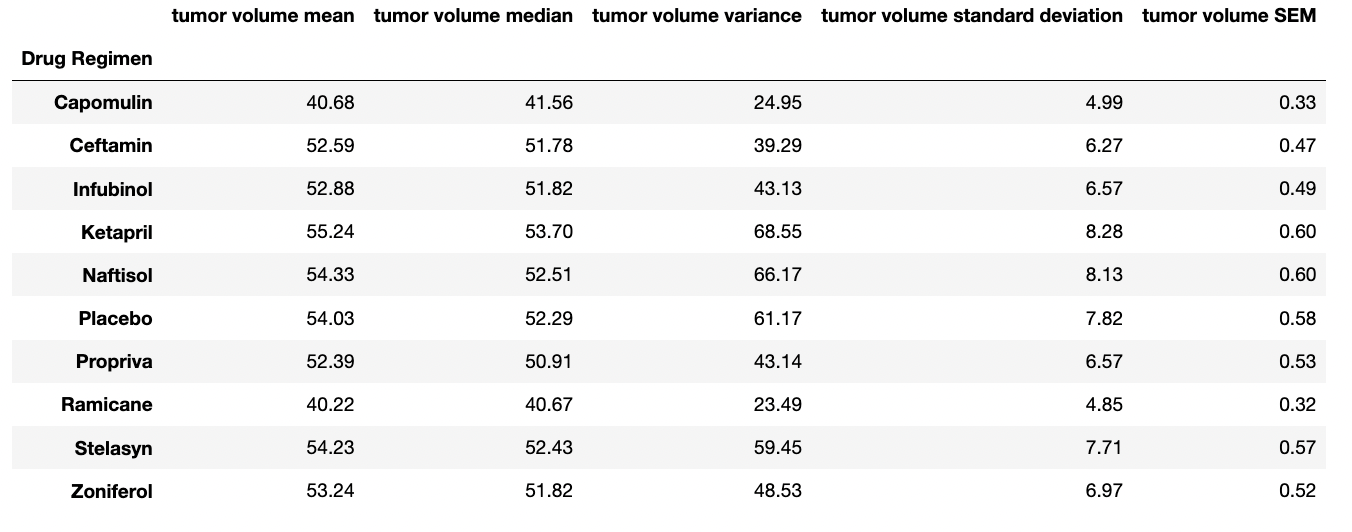 tumor volume mean tumor volume median tumor volume variance tumor volume standard deviation tumor volume SEM
Drug Regimen
Capomulin 40.68 41.56 24.95 4.99 0.33
Ceftamin 52.59 51.78 39.29 6.27 0.47
Infubinol 52.88 51.82 43.13 6.57 0.49
Ketapril 55.24 53.70 68.55 8.28 0.60
Naftisol 54.33 52.51 66.17 8.13 0.60
Placebo 54.03 52.29 61.17 7.82 0.58
Propriva 52.39 50.91 43.14 6.57 0.53
Ramicane 40.22 40.67 23.49 4.85 0.32
Stelasyn 54.23 52.43 59.45 7.71 0.57
Zoniferol 53.24 51.82 48.53 6.97 0.52